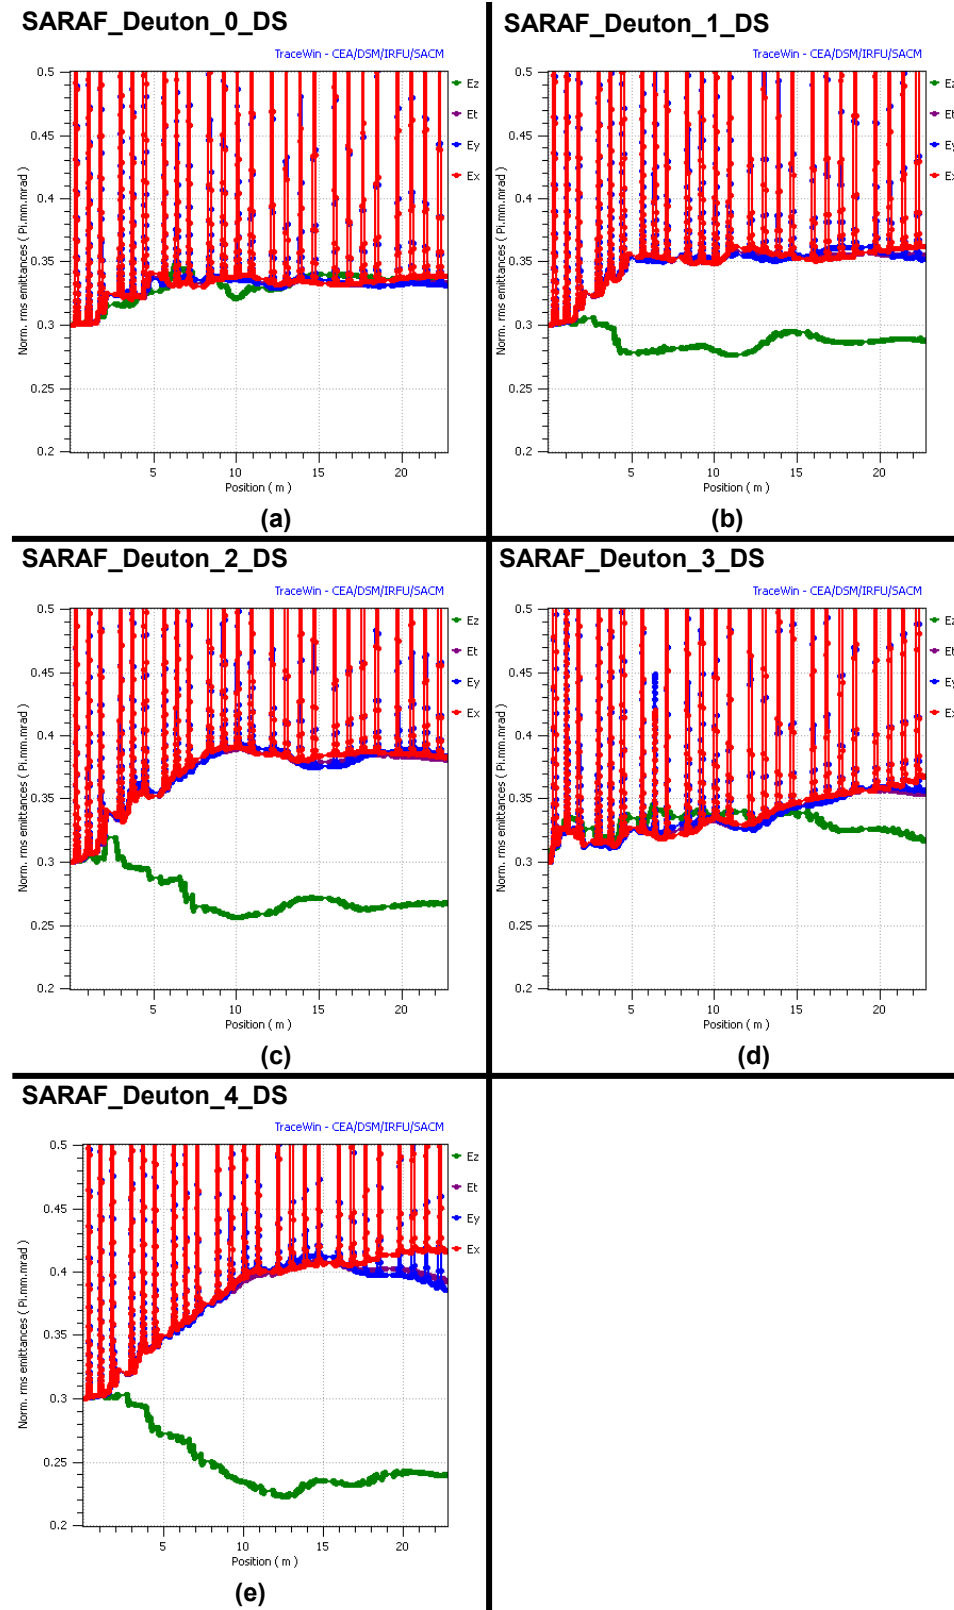 SARAF_Deuton_0_DS
TraceWin - CEA/DSM/IRFU/SACM
Norm. rms emittances ( Pi.mm.mrad )
0.5
0.45
0.4
0.35
0.3
0.25
0.2
Ez
Et
Ey
Ex
5 10 15 20
Position ( m )
(a)
SARAF_Deuton_1_DS
TraceWin - CEA/DSM/IRFU/SACM
Norm. rms emittances ( Pi.mm.mrad )
0.5
0.45
0.4
0.35
0.3
0.25
0.2
Ez
Et
Ey
Ex
5 10 15 20
Position ( m )
(b)
SARAF_Deuton_2_DS
TraceWin - CEA/DSM/IRFU/SACM
Norm. rms emittances ( Pi.mm.mrad )
0.5
0.45
0.4
0.35
0.3
0.25
0.2
Ez
Et
Ey
Ex
5 10 15 20
Position ( m )
(c)
SARAF_Deuton_3_DS
TraceWin - CEA/DSM/IRFU/SACM
Norm. rms emittances ( Pi.mm.mrad )
0.5
0.45
0.4
0.35
0.3
0.25
0.2
Ez
Et
Ey
Ex
5 10 15 20
Position ( m )
(d)
SARAF_Deuton_4_DS
TraceWin - CEA/DSM/IRFU/SACM
Norm. rms emittances ( Pi.mm.mrad )
0.5
0.45
0.4
0.35
0.3
0.25
0.2
Ez
Et
Ey
Ex
5 10 15 20
Position ( m )
(e)